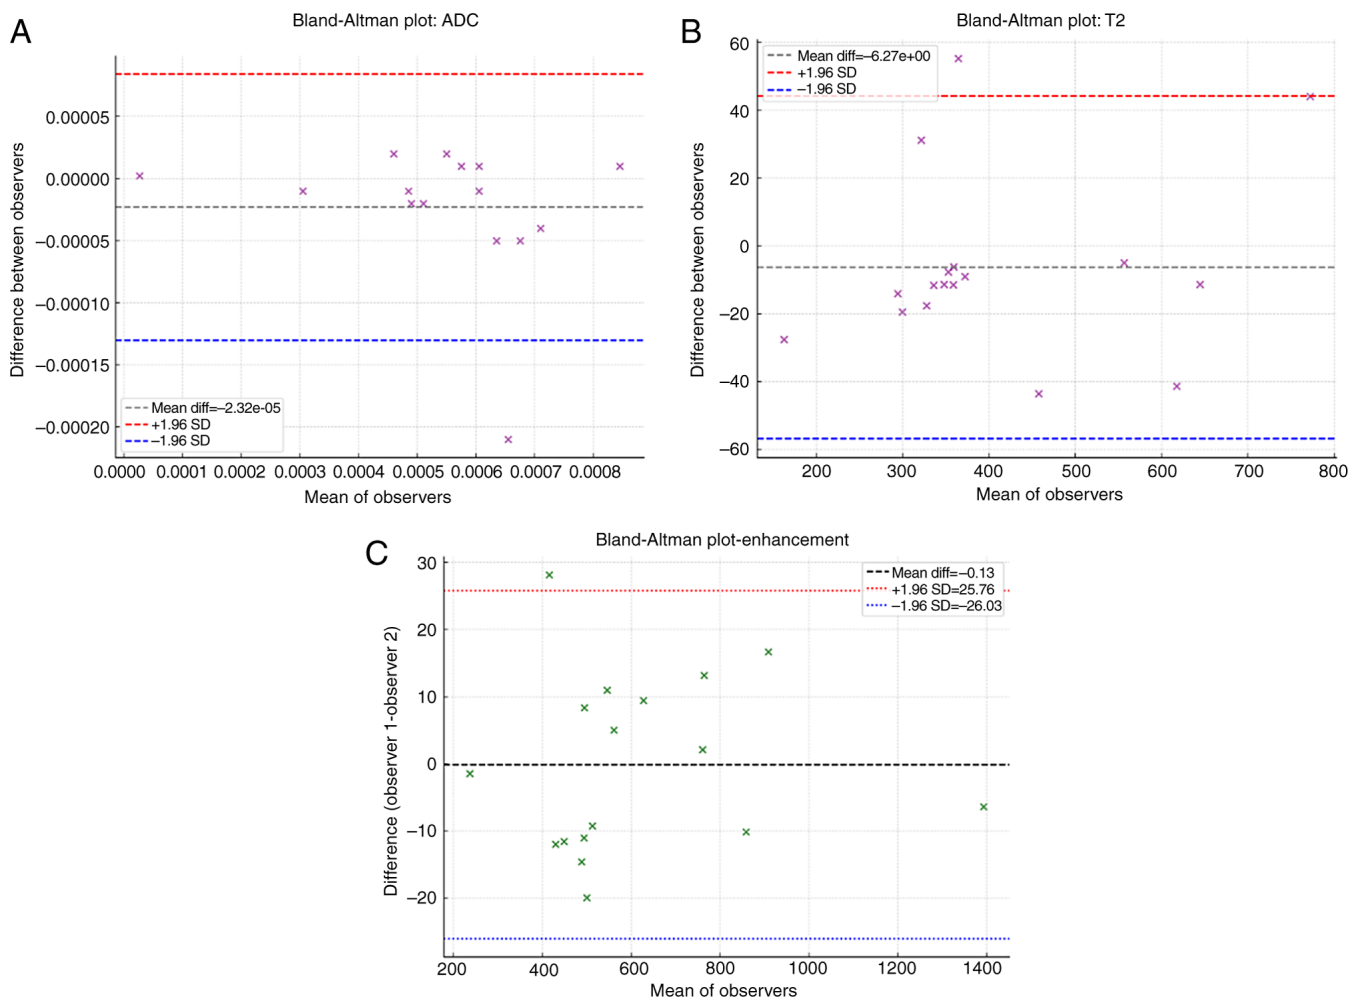 A
Bland-Altman plot: ADC
Difference between observers
0.00005
0.00000
−0.00005
−0.00010
−0.00015
−0.00020
Mean diff=−2.32e-05
+1.96 SD
−1.96 SD
0.0000 0.0001 0.0002 0.0003 0.0004 0.0005 0.0006 0.0007 0.0008
Mean of observers
B
Bland-Altman plot: T2
Difference between observers
60
40
20
0
−20
−40
−60
Mean diff=−6.27e+00
+1.96 SD
−1.96 SD
200 300 400 500 600 700 800
Mean of observers
C
Bland-Altman plot-enhancement
Difference (observer 1-observer 2)
30
20
10
0
−10
−20
Mean diff=−0.13
+1.96 SD=25.76
−1.96 SD=−26.03
200 400 600 800 1000 1200 1400
Mean of observers